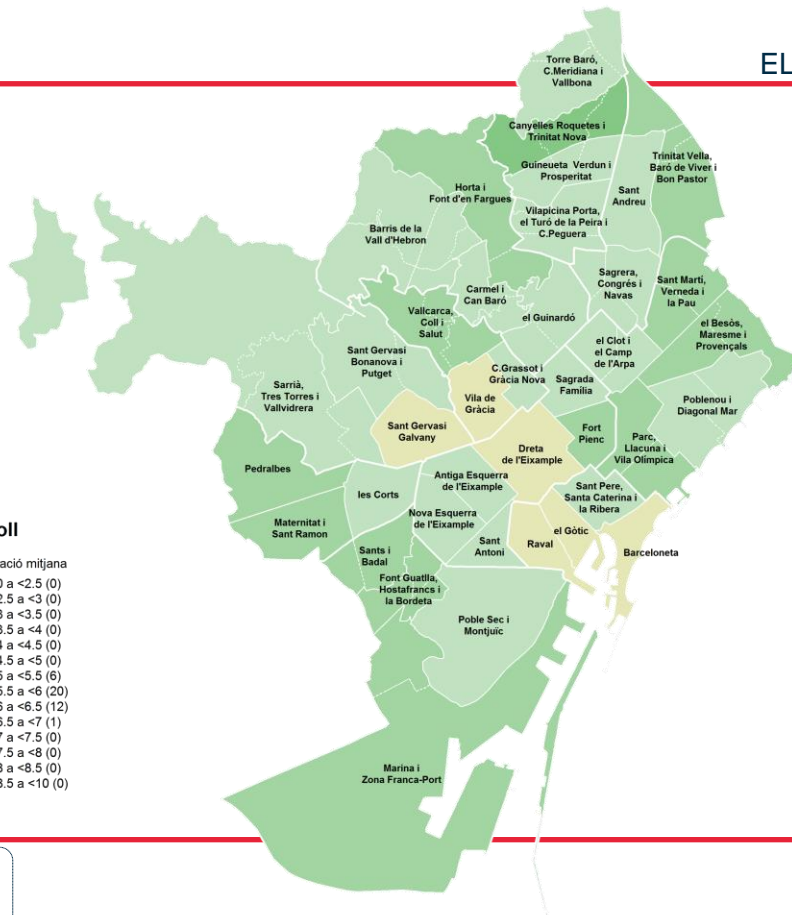 EL
Torre Baró,
C.Meridiana i
Vallbona
Canyelles Roquetes i
Trinitat Nova
Guineueta Verdun i
Prosperitat
Trinitat Vella,
Baró de Viver i
Bon Pastor
Horta i
Font d'en Fargues
Sant
Andreu
Vilapicina Porta,
el Turó de la Peira i
C.Peguera
Barris de la
Vall d'Hebron
Sagrera,
Congrés i
Navas
Sant Martí,
Verneda i
la Pau
Carmel i
Can Baró
Vallcarca,
Coll i
Salut
el Guinardó
el Besòs,
Maresme i
Provençals
el Clot i
el Camp
de l'Arpa
Sant Gervasi
Bonanova i
Putget
C.Grassot i
Gràcia Nova
Sagrada
Família
Sarrià,
Tres Torres i
Vallvidrera
Vila de
Gràcia
Poblenou i
Diagonal Mar
Sant Gervasi
Galvany
Fort
Pienc
Parc,
Llacuna i
Vila Olímpica
Dreta
de l'Eixample
Pedralbes
Antiga Esquerra
de l'Eixample
Sant Pere,
Santa Caterina i
la Ribera
les Corts
Nova Esquerra
de l'Eixample
Maternitat i
Sant Ramon
el Gòtic
Raval
Sant
Antoni
Barceloneta
Sants i
Badal
Font Guatlla,
Hostafrancs i
la Bordeta
Poble Sec i
Montjuïc
Marina i
Zona Franca-Port
oll
ació mitjana
0 a <2.5 (0)
2.5 a <3 (0)
3 a <3.5 (0)
3.5 a <4 (0)
4 a <4.5 (0)
4.5 a <5 (0)
5 a <5.5 (6)
5.5 a <6 (20)
6 a <6.5 (12)
6.5 a <7 (1)
7 a <7.5 (0)
7.5 a <8 (0)
8 a <8.5 (0)
8.5 a <10 (0)